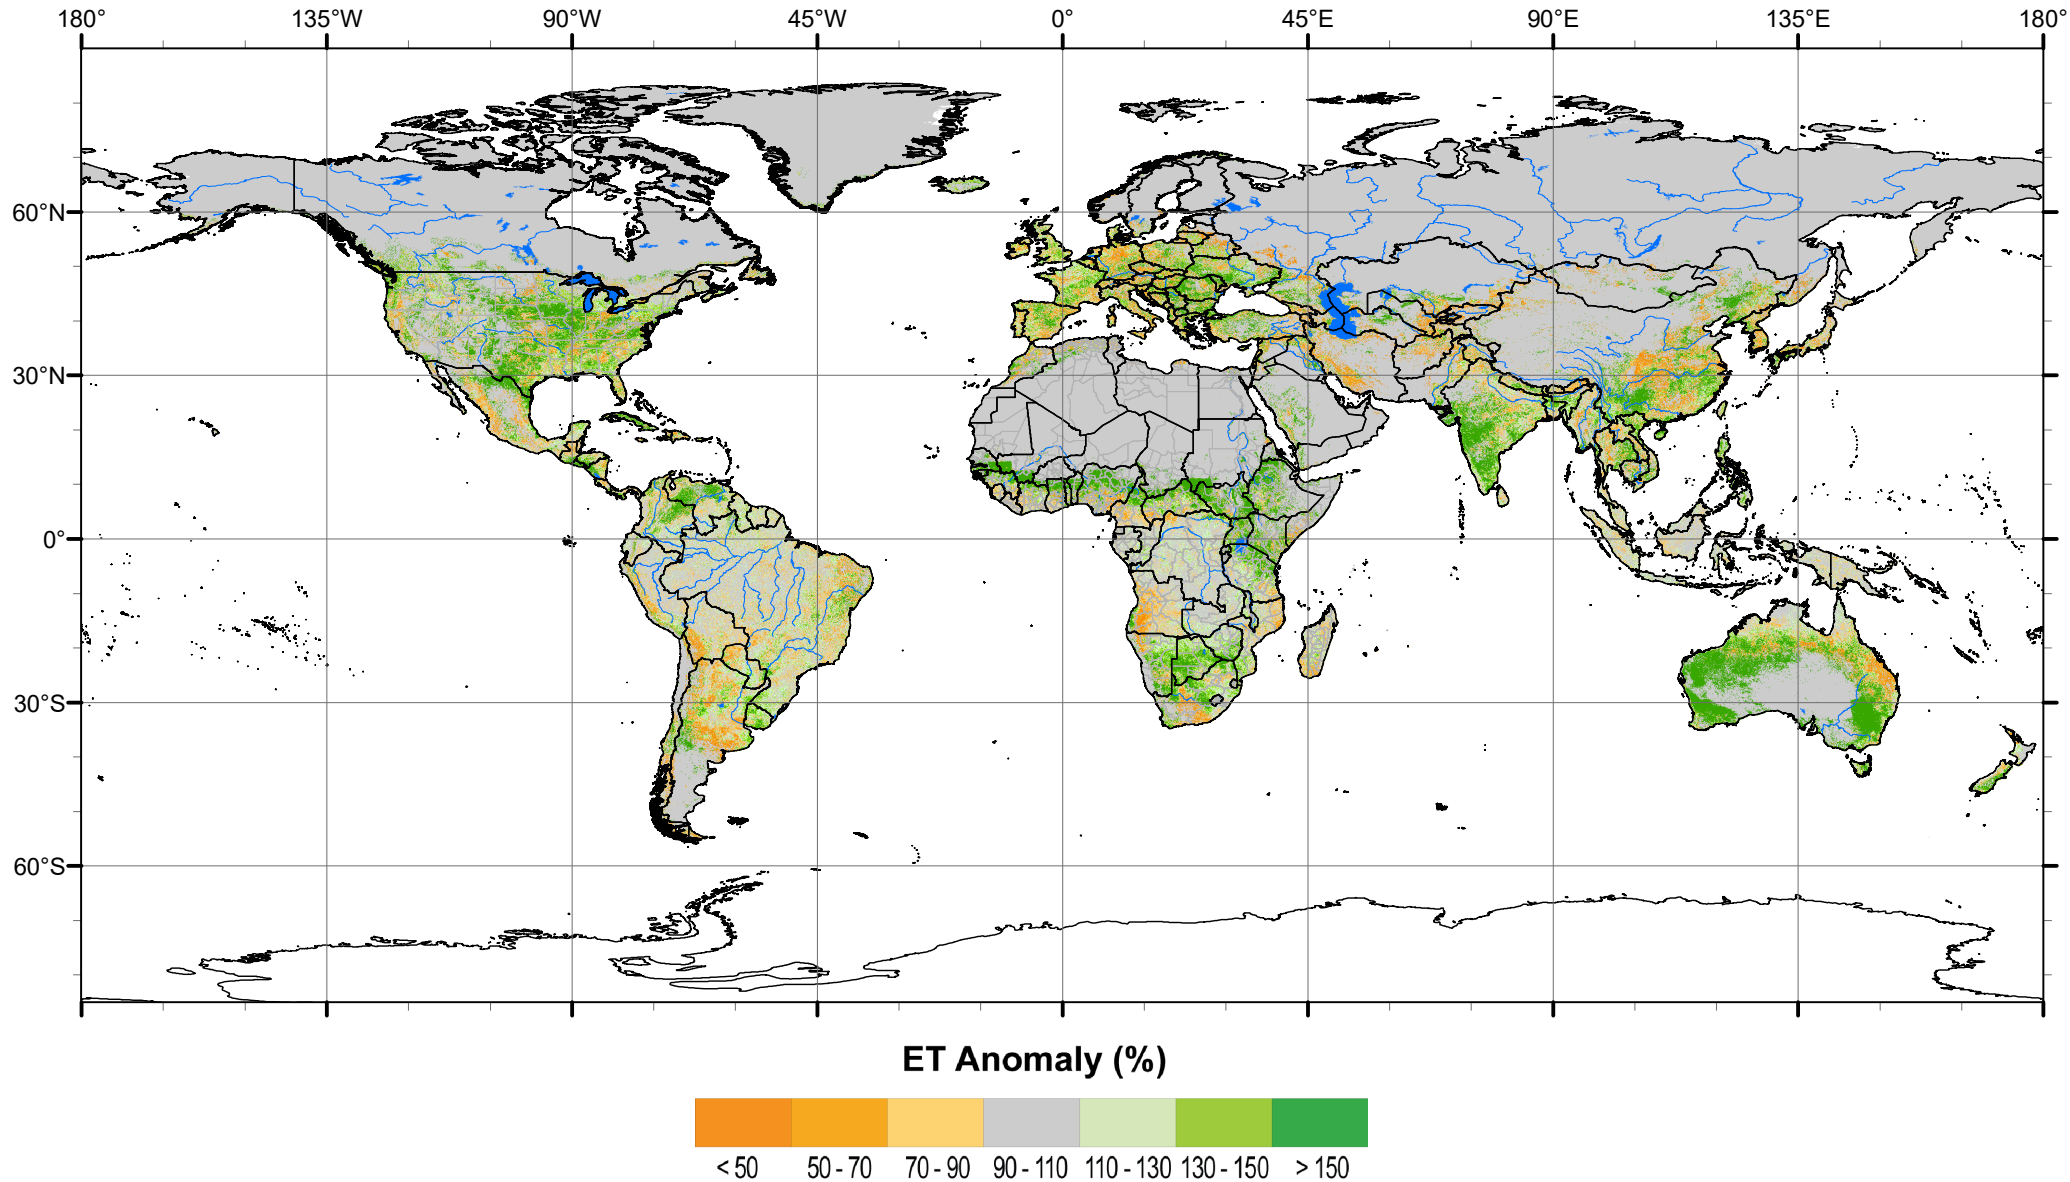 180° 135°W 90°W 45°W 0° 45°E 90°E 135°E 180°
60°N
30°N
0°
30°S
60°S
ET Anomaly (%)
< 50 50 - 70 70 - 90 90 - 110 110 - 130 130 - 150 > 150